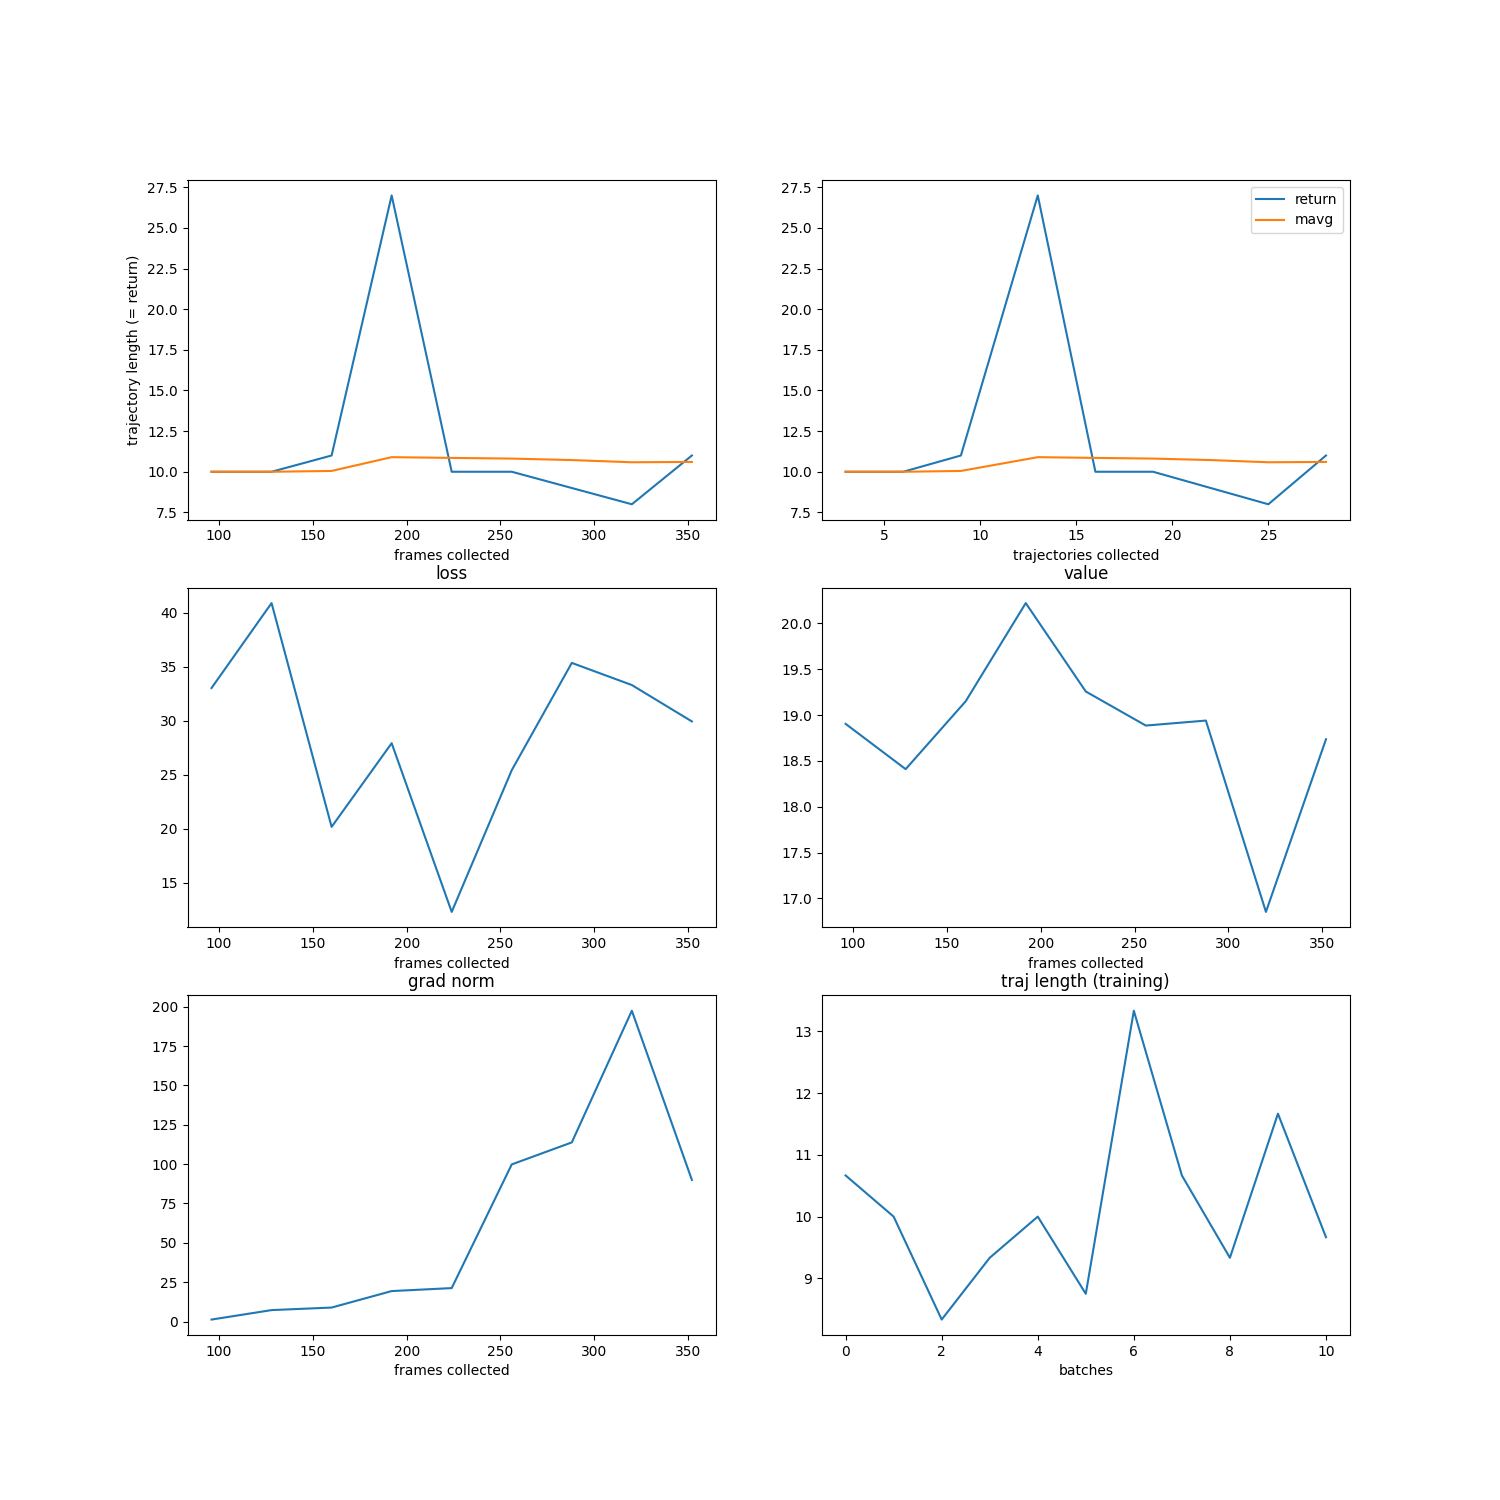 27.5
25.0
22.5
20.0
17.5
15.0
12.5
10.0
7.5
trajectory length (= return)
100 150 200 250 300 350
frames collected
27.5
25.0
22.5
20.0
17.5
15.0
12.5
10.0
7.5
return
mavg
5 10 15 20 25
trajectories collected
loss
40
35
30
25
20
15
100 150 200 250 300 350
frames collected
value
20.0
19.5
19.0
18.5
18.0
17.5
17.0
100 150 200 250 300 350
frames collected
grad norm
200
175
150
125
100
75
50
25
0
100 150 200 250 300 350
frames collected
traj length (training)
13
12
11
10
9
0 2 4 6 8 10
batches